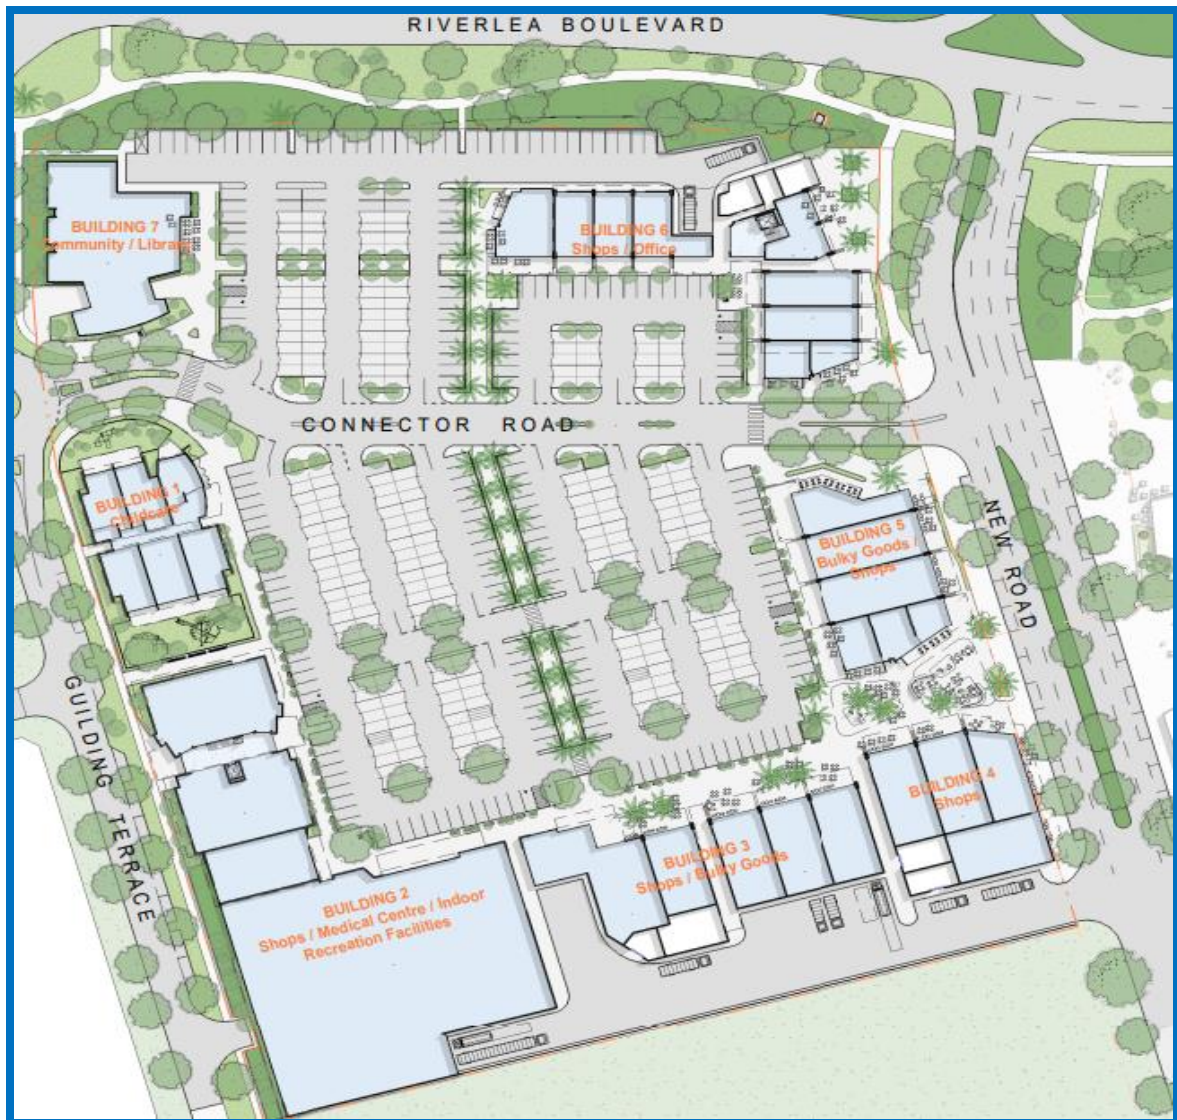 RIVERLEA BOULEVARD
BUILDING 7
Community / Library
BUILDING 6
Shops / Office
CONNECTOR ROAD
BUILDING 1
Childcare
BUILDING 5
Bulky Goods /
Shops
NEW ROAD
GUILDING TERRACE
BUILDING 4
Shops
BUILDING 3
Shops / Bulky Goods
BUILDING 2
Shops / Medical Centre / Indoor
Recreation Facilities